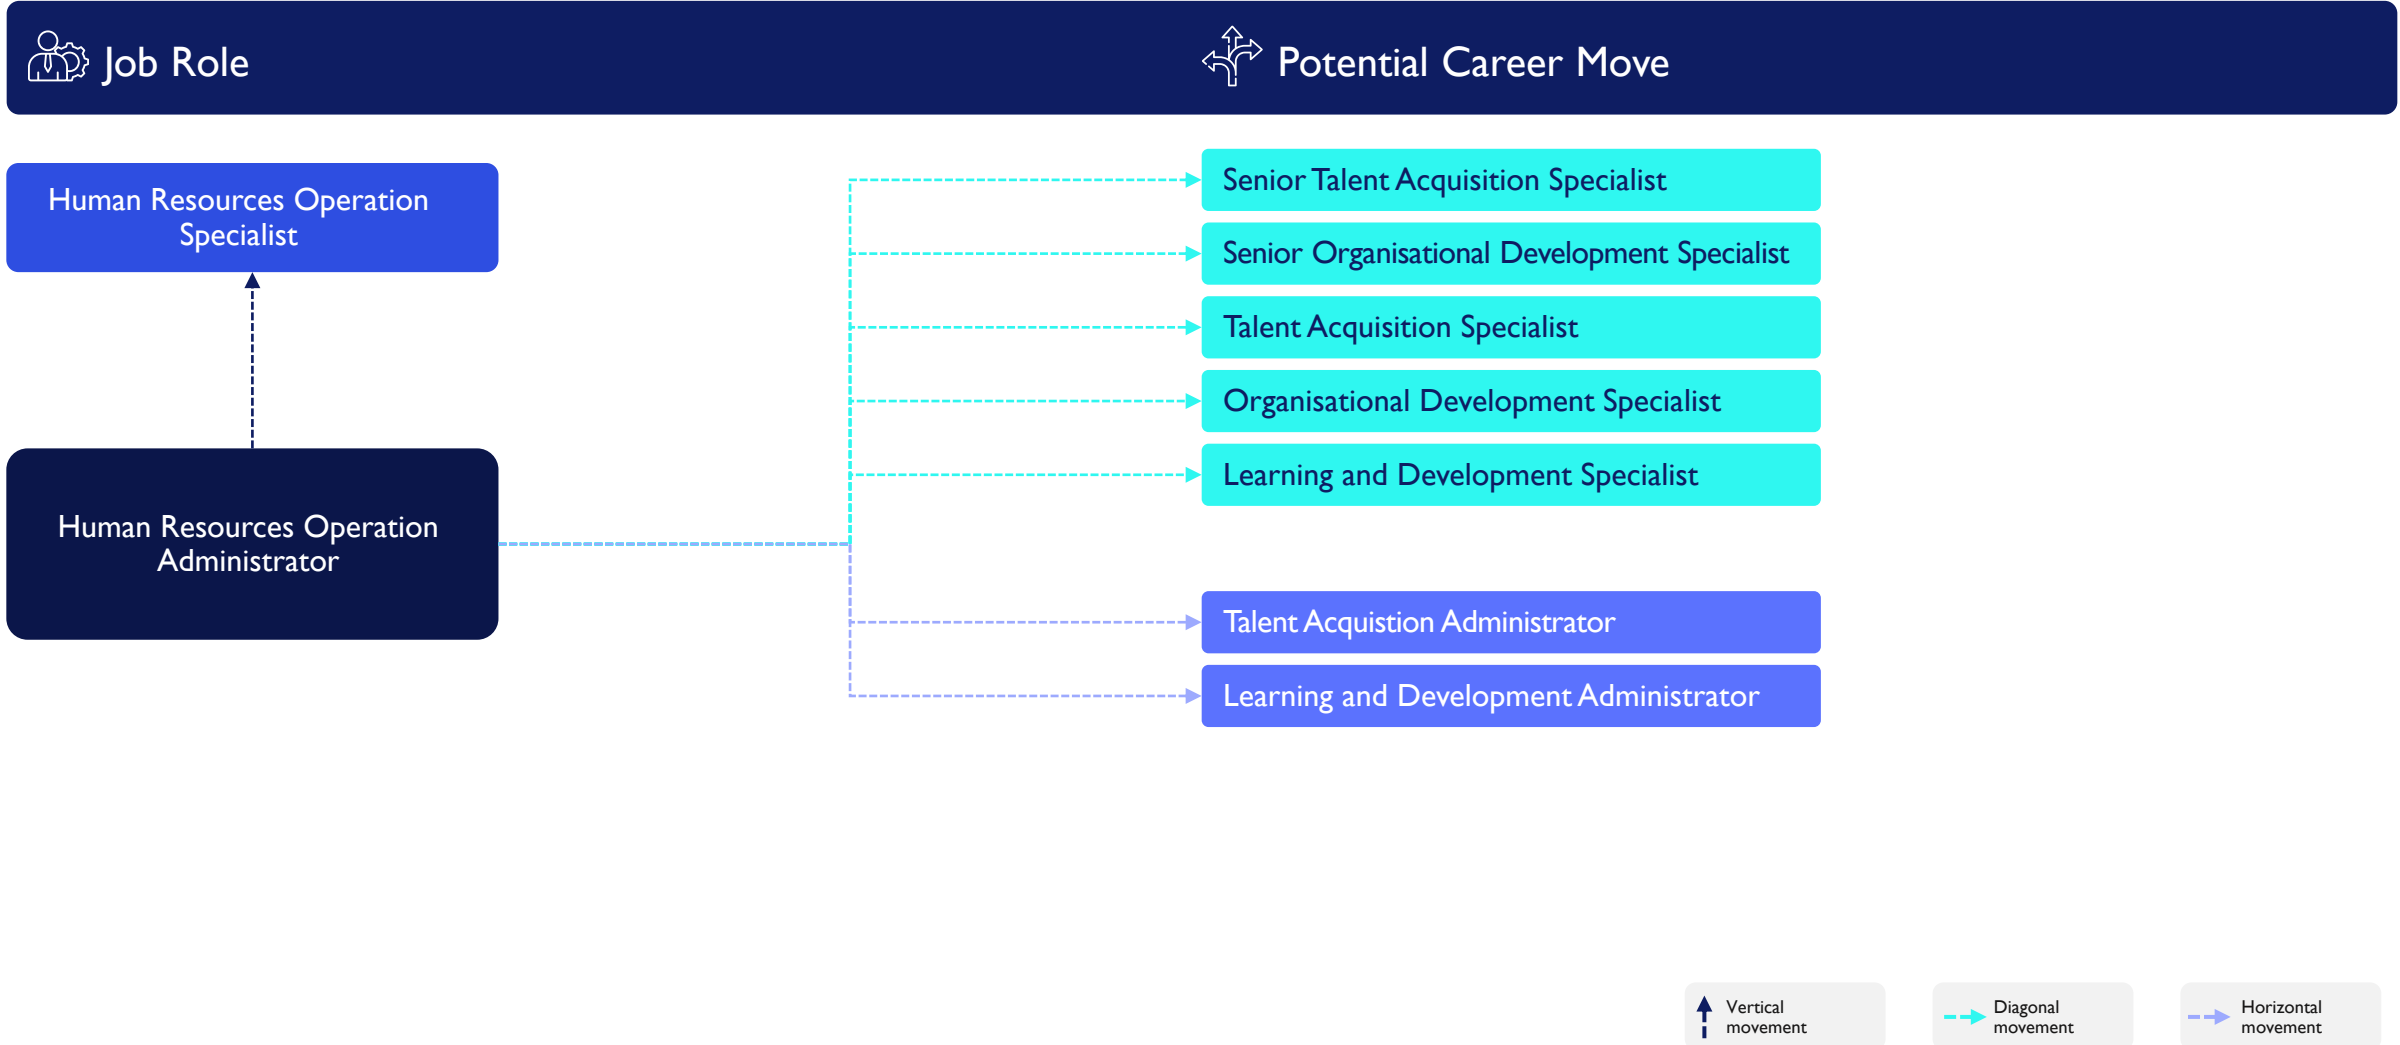 Job Role
Potential Career Move
Human Resources Operation
Specialist
Human Resources Operation
Administrator
Senior Talent Acquisition Specialist
Senior Organisational Development Specialist
Talent Acquisition Specialist
Organisational Development Specialist
Learning and Development Specialist
Talent Acquistion Administrator
Learning and Development Administrator
Vertical
movement
Diagonal
movement
Horizontal
movement